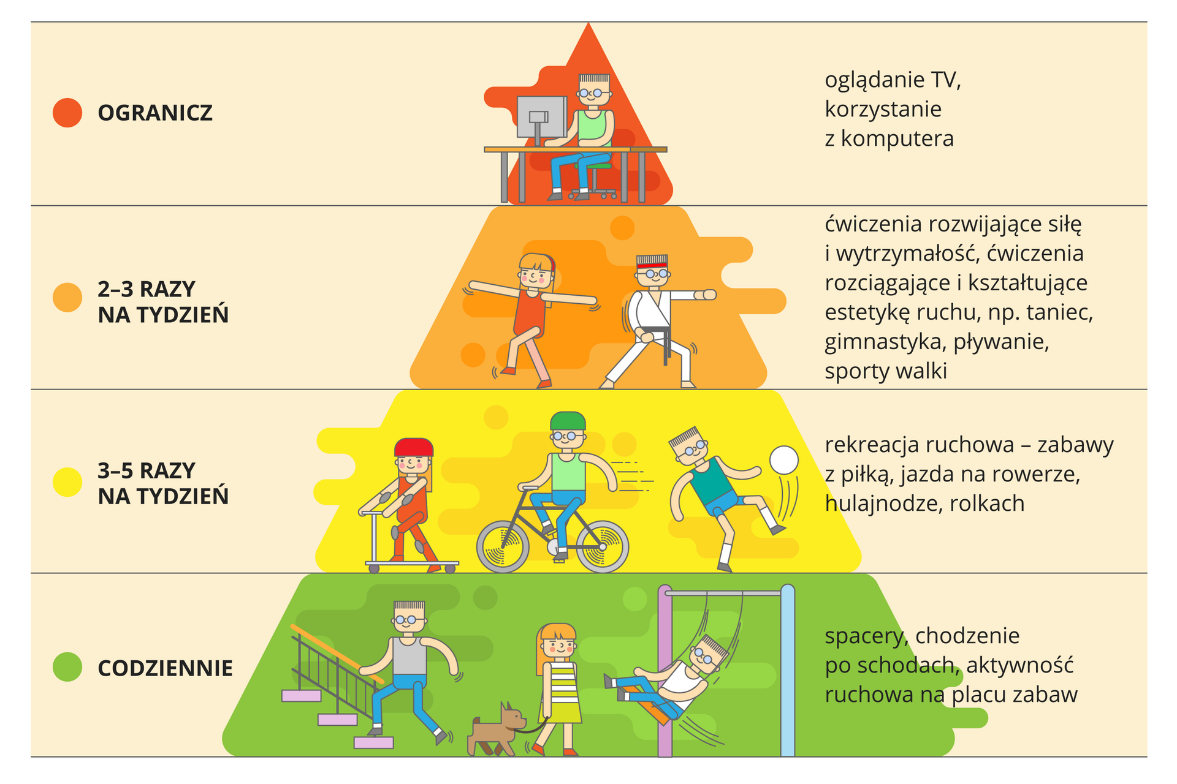 OGRANICZ
oglądanie TV,
korzystanie
z komputera
2–3 RAZY
NA TYDZIEŃ
ćwiczenia rozwijające siłę
i wytrzymałość, ćwiczenia
rozciągające i kształtujące
estetykę ruchu, np. taniec,
gimnastyka, pływanie,
sporty walki
3–5 RAZY
NA TYDZIEŃ
rekreacja ruchowa – zabawy
z piłką, jazda na rowerze,
hulajnodze, rolkach
CODZIENNIE
spacery, chodzenie
po schodach, aktywność
ruchowa na placu zabaw